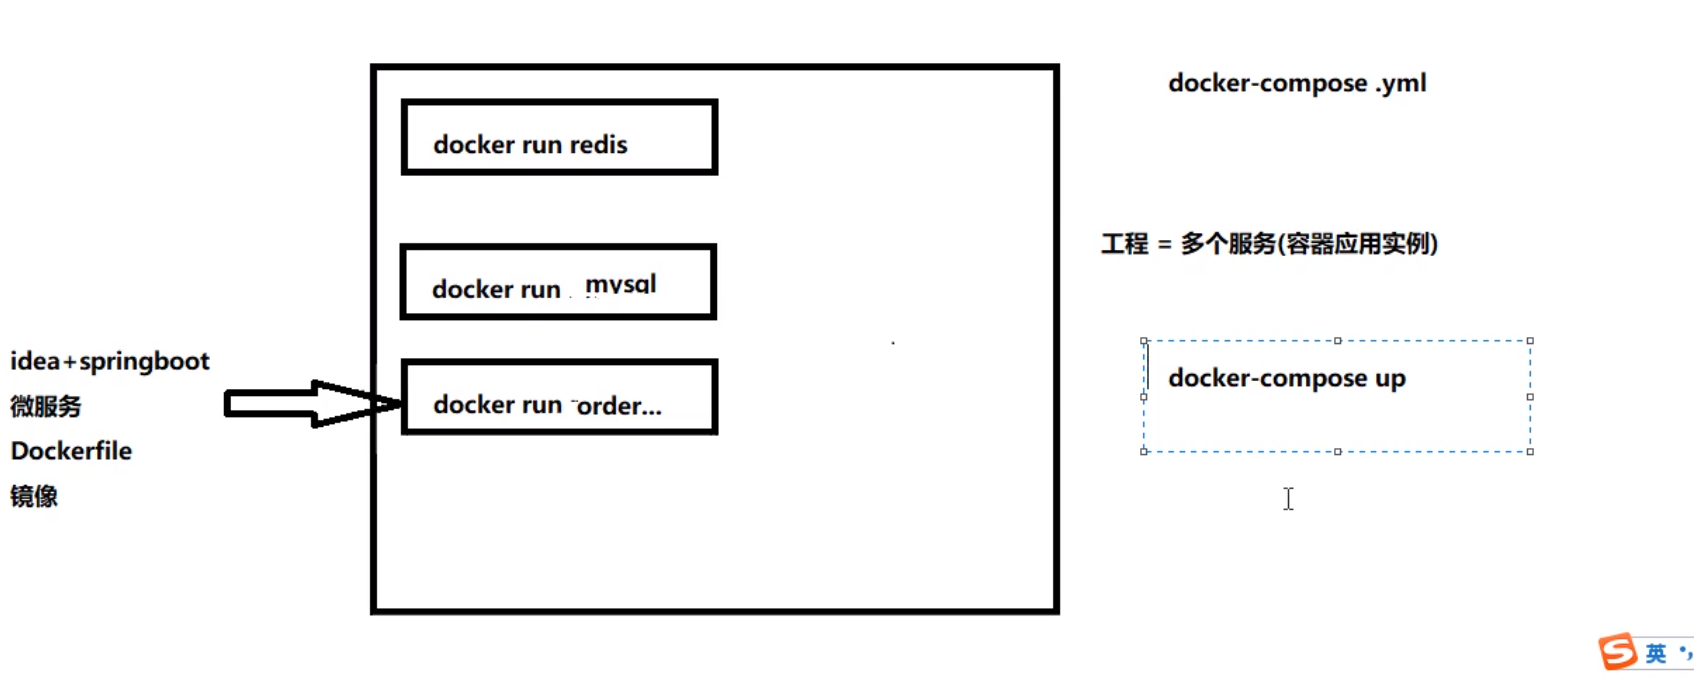 docker-compose .yml
docker run redis
工程 = 多个服务(容器应用实例)
docker run mysql
idea+springboot
微服务
Dockerfile
镜像
docker run order...
docker-compose up
英